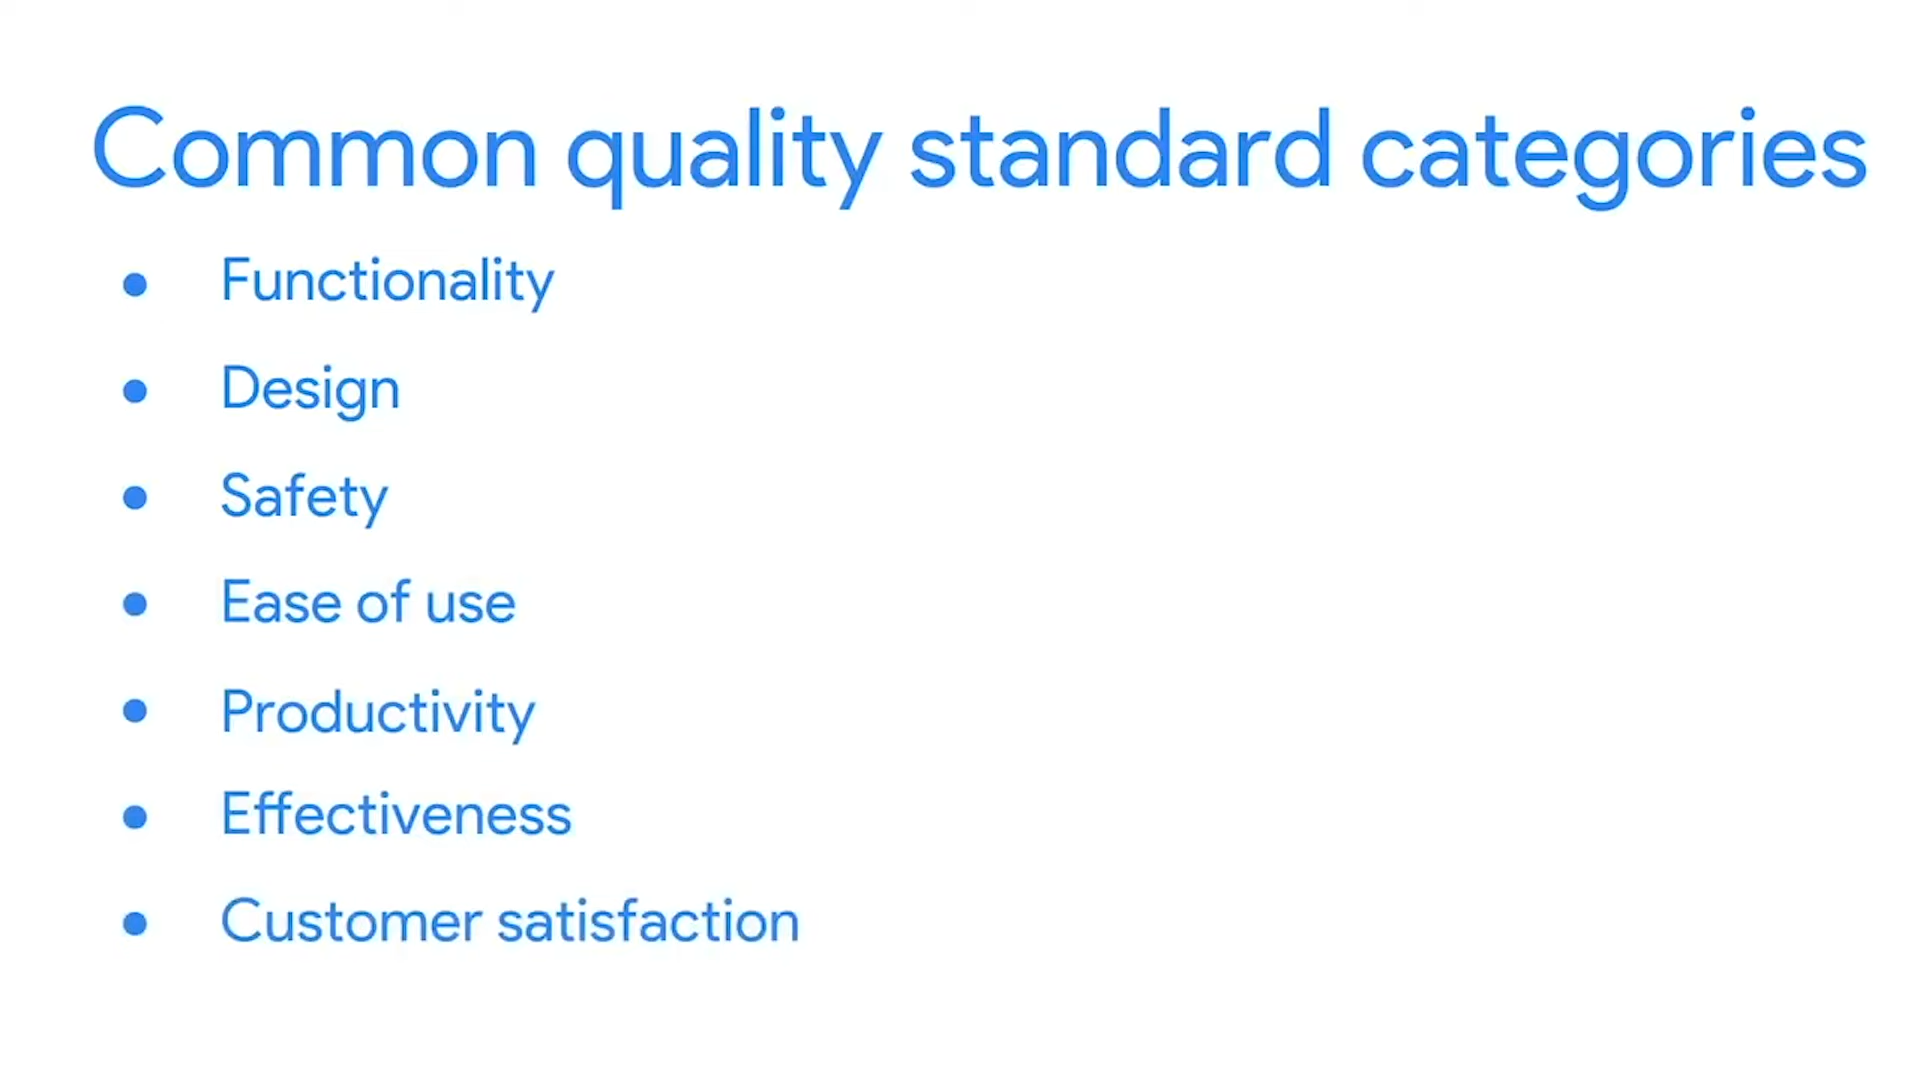 Common quality standard categories
● Functionality
● Design
● Safety
● Ease of use
● Productivity
● Effectiveness
● Customer satisfaction